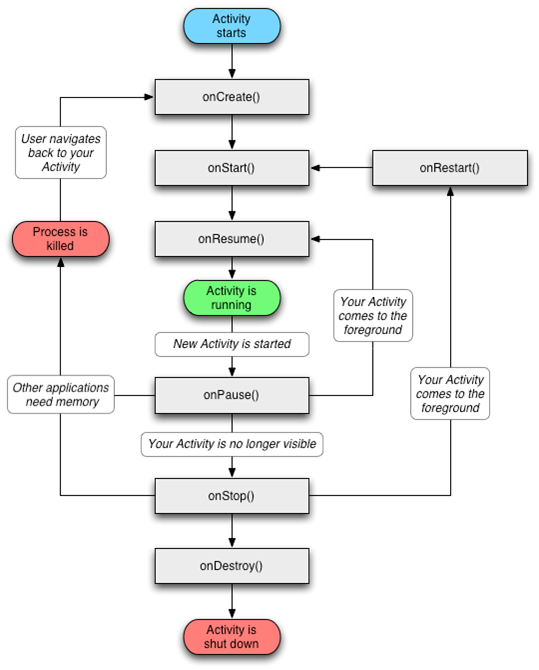 Activity
starts
onCreate()
User navigates
back to your
Activity
onStart()
onRestart()
Process is
killed
onResume()
Activity is
running
Your Activity
comes to the
foreground
New Activity is started
Other applications
need memory
onPause()
Your Activity
comes to the
foreground
Your Activity is no longer visible
onStop()
onDestroy()
Activity is
shut down